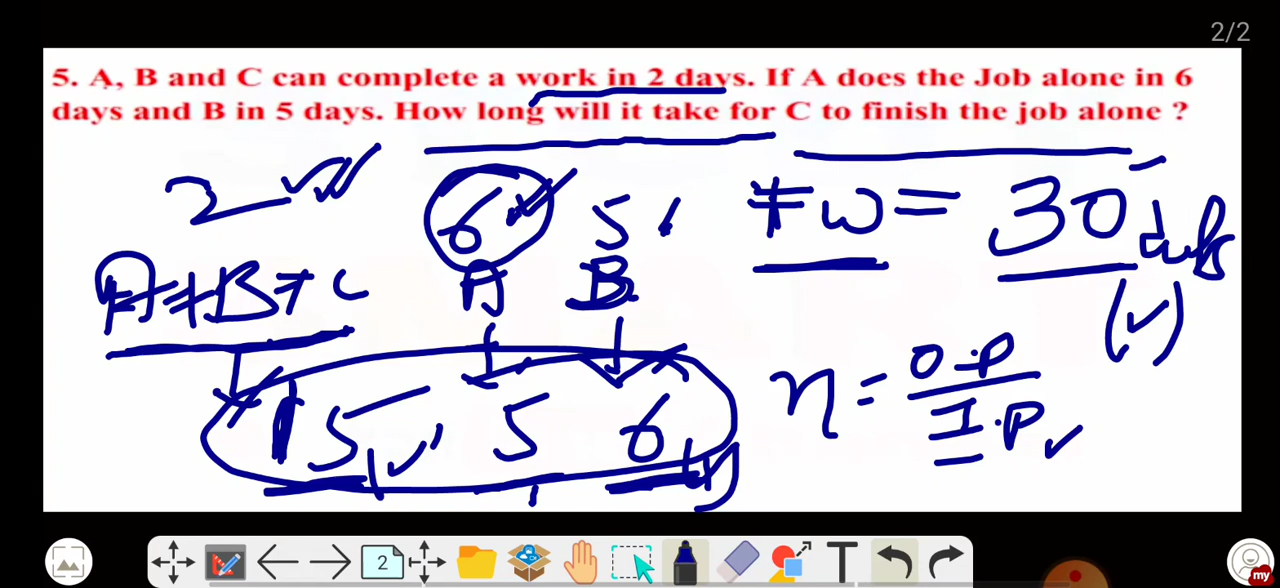 2/2
5. A, B and C can complete a work in 2 days. If A does the Job alone in 6
days and B in 5 days. How long will it take for C to finish the job alone ?
2 6 5 TW = 30
A+B+C A B
15 5 6 η = O.P
I.P
2 T
my